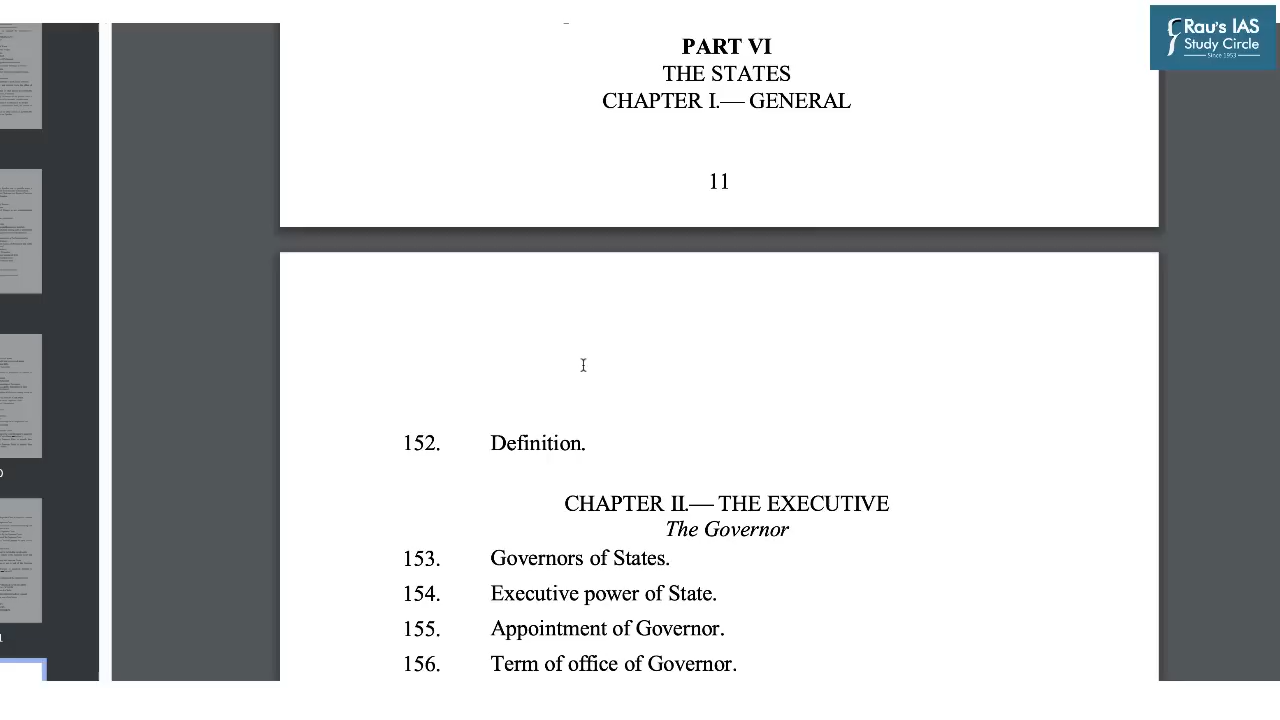 Rau's IAS
Study Circle
Since 1953
PART VI
THE STATES
CHAPTER I.— GENERAL
11
152. Definition.
CHAPTER II.— THE EXECUTIVE
The Governor
153. Governors of States.
154. Executive power of State.
155. Appointment of Governor.
156. Term of office of Governor.